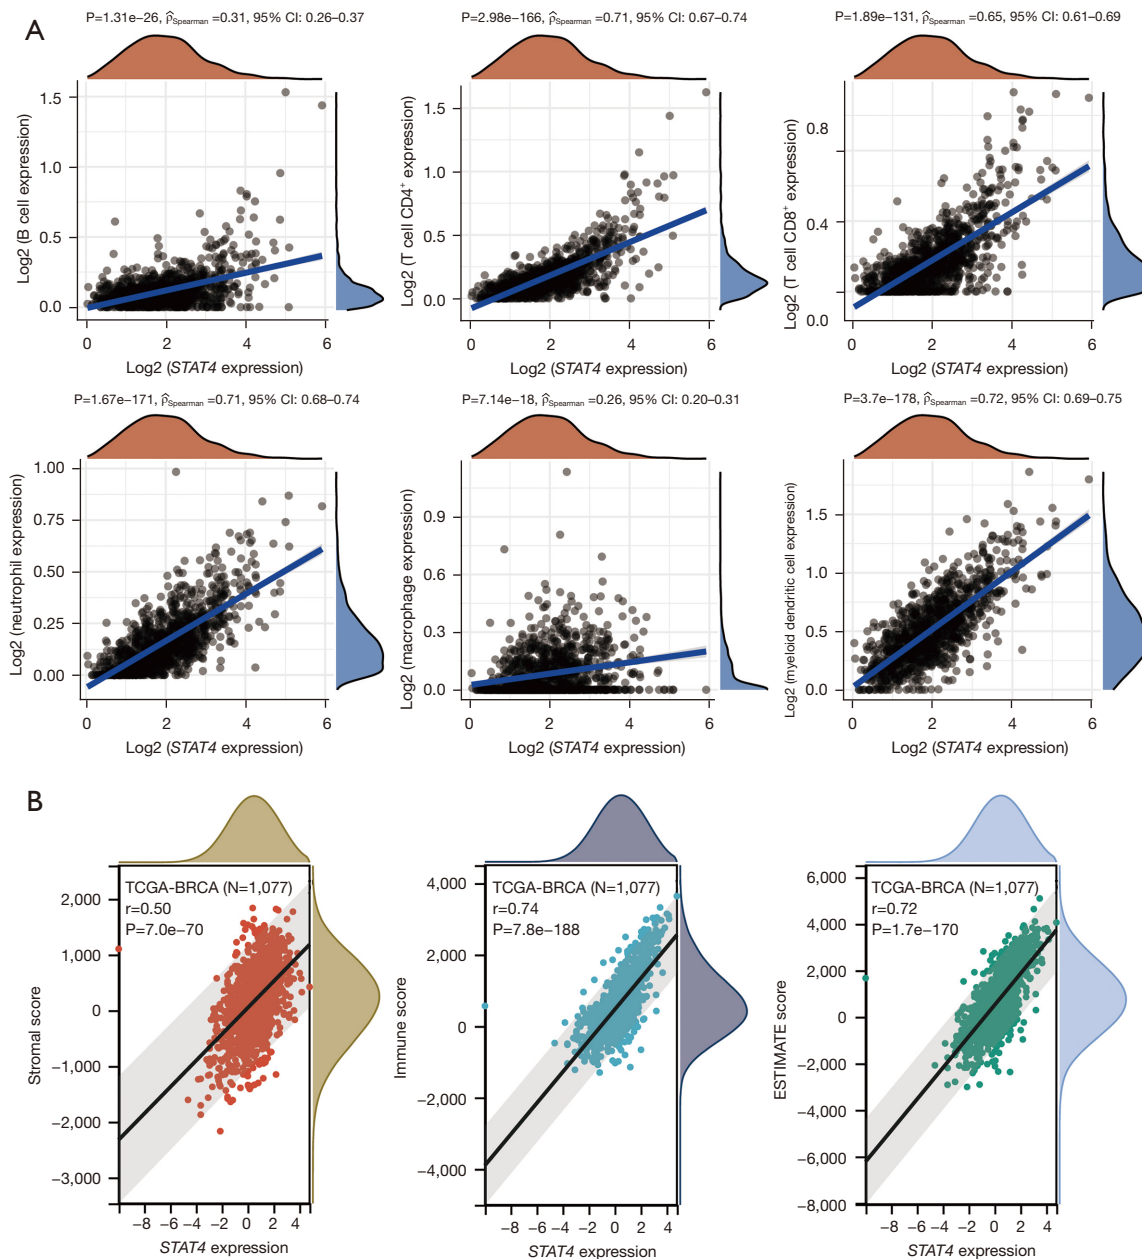 A
P=1.31e−26, ρ̂Spearman =0.31, 95% CI: 0.26–0.37
Log2 (B cell expression)
1.5
1.0
0.5
0.0
0 2 4 6
Log2 (STAT4 expression)
P=2.98e−166, ρ̂Spearman =0.71, 95% CI: 0.67–0.74
Log2 (T cell CD4⁺ expression)
1.5
1.0
0.5
0.0
0 2 4 6
Log2 (STAT4 expression)
P=1.89e−131, ρ̂Spearman =0.65, 95% CI: 0.61–0.69
Log2 (T cell CD8⁺ expression)
0.8
0.4
0.0
0 2 4 6
Log2 (STAT4 expression)
P=1.67e−171, ρ̂Spearman =0.71, 95% CI: 0.68–0.74
Log2 (neutrophil expression)
1.00
0.75
0.50
0.25
0.00
0 2 4 6
Log2 (STAT4 expression)
P=7.14e−18, ρ̂Spearman =0.26, 95% CI: 0.20–0.31
Log2 (macrophage expression)
0.9
0.6
0.3
0.0
0 2 4 6
Log2 (STAT4 expression)
P=3.7e−178, ρ̂Spearman =0.72, 95% CI: 0.69–0.75
Log2 (myeloid dendritic cell expression)
1.5
1.0
0.5
0.0
0 2 4 6
Log2 (STAT4 expression)
B
TCGA-BRCA (N=1,077)
r=0.50
P=7.0e−70
Stromal score
2,000
1,000
0
−1,000
−2,000
−3,000
−8 −6 −4 −2 0 2 4
STAT4 expression
TCGA-BRCA (N=1,077)
r=0.74
P=7.8e−188
Immune score
4,000
2,000
0
−2,000
−4,000
−8 −6 −4 −2 0 2 4
STAT4 expression
TCGA-BRCA (N=1,077)
r=0.72
P=1.7e−170
ESTIMATE score
6,000
4,000
2,000
0
−2,000
−4,000
−6,000
−8,000
−8 −6 −4 −2 0 2 4
STAT4 expression